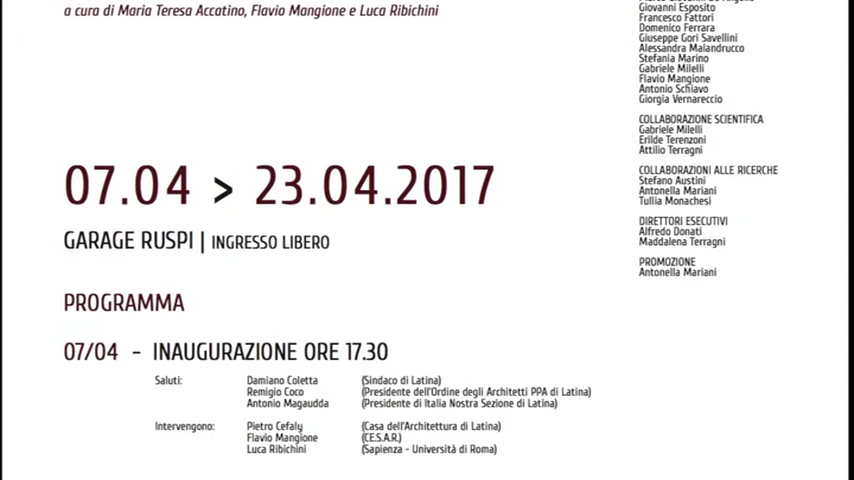 a cura di Maria Teresa Accatino, Flavio Mangione e Luca Ribichini
07.04 > 23.04.2017
GARAGE RUSPI | INGRESSO LIBERO
PROGRAMMA
07/04 - INAUGURAZIONE ORE 17.30
Saluti: Damiano Coletta (Sindaco di Latina)
Remigio Coco (Presidente dell'Ordine degli Architetti PPA di Latina)
Antonio Magaudda (Presidente di Italia Nostra Sezione di Latina)
Intervengono: Pietro Cefaly (Casa dell'Architettura di Latina)
Flavio Mangione (CE.S.A.R.)
Luca Ribichini (Sapienza - Università di Roma)
Giovanni Esposito
Francesco Fattori
Domenico Ferrara
Giuseppe Gori Savellini
Alessandra Malandrucco
Stefania Marino
Gabriele Milelli
Flavio Mangione
Antonio Schiavo
Giorgia Vernareccio
COLLABORAZIONE SCIENTIFICA
Gabriele Milelli
Erilde Terenzoni
Attilio Terragni
COLLABORAZIONI ALLE RICERCHE
Stefano Austini
Antonella Mariani
Tullia Monachesi
DIRETTORI ESECUTIVI
Alfredo Donati
Maddalena Terragni
PROMOZIONE
Antonella Mariani